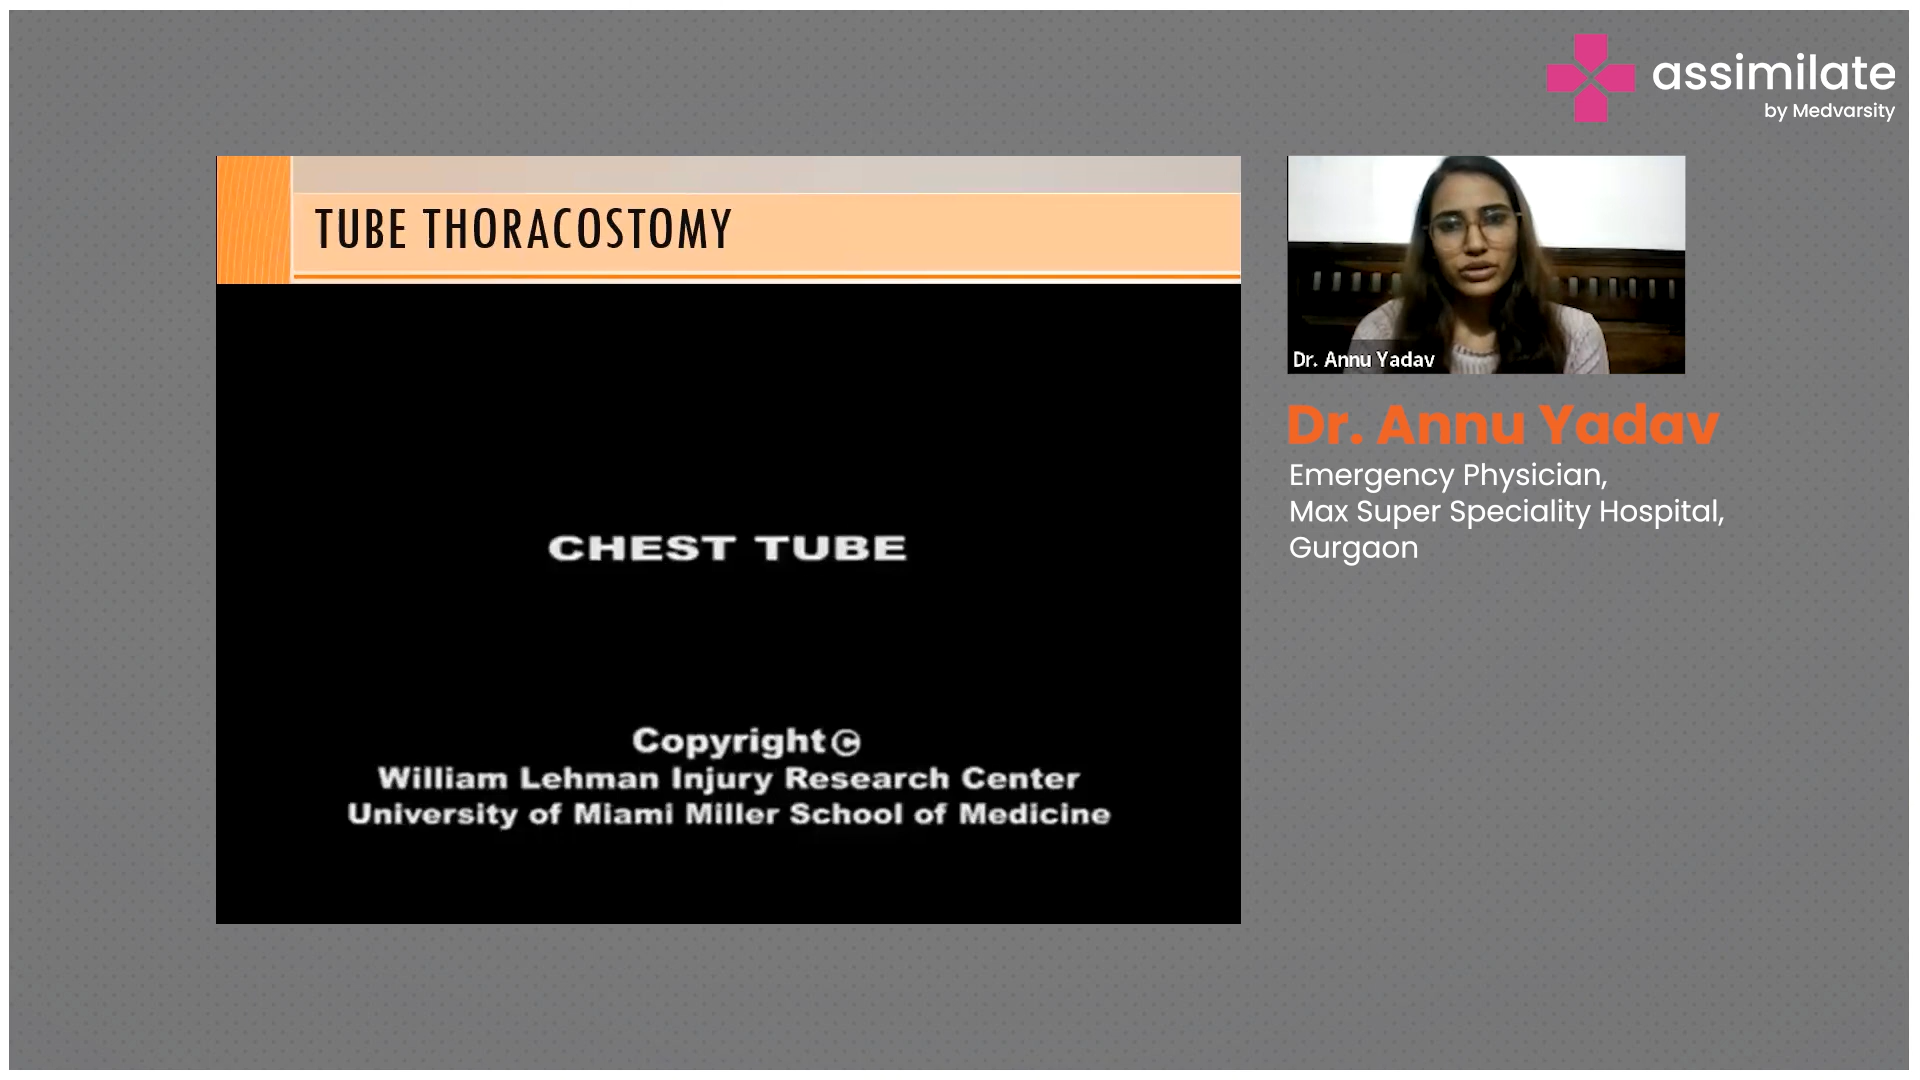 assimilate
by Medvarsity
TUBE THORACOSTOMY
CHEST TUBE
Copyright©
William Lehman Injury Research Center
University of Miami Miller School of Medicine
Dr. Annu Yadav
Dr. Annu Yadav
Emergency Physician,
Max Super Speciality Hospital,
Gurgaon